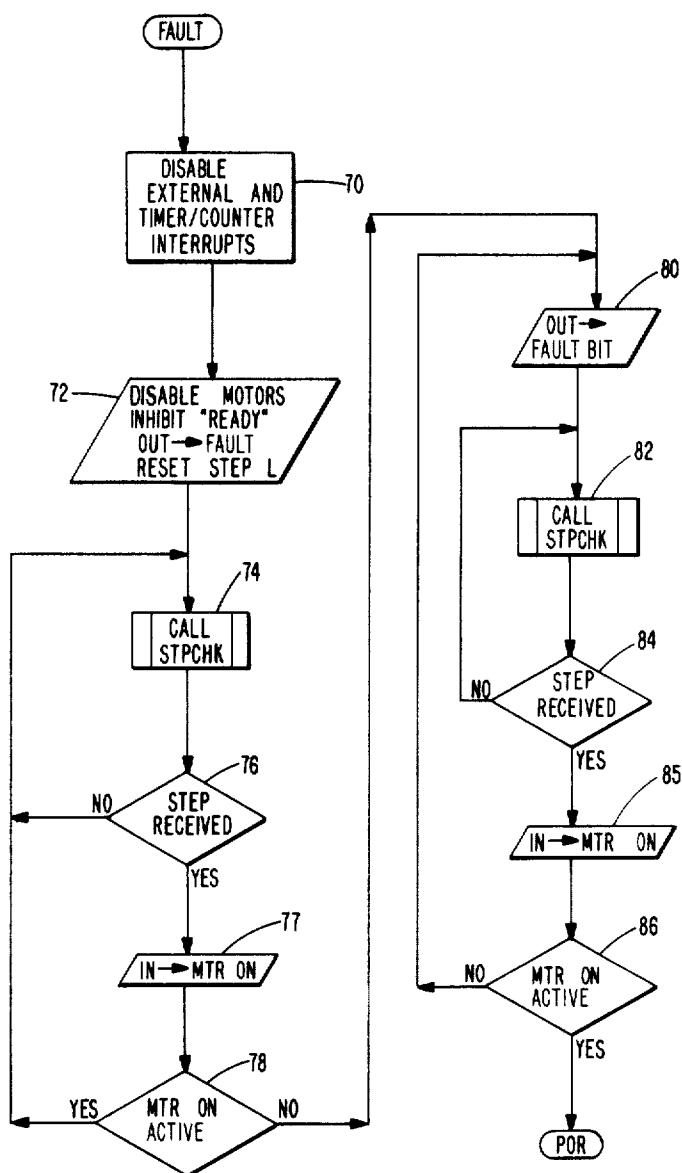 FAULT
DISABLE
EXTERNAL AND
TIMER/COUNTER
INTERRUPTS
70
72
DISABLE MOTORS
INHIBIT "READY"
OUT→FAULT
RESET STEP L
74
CALL
STPCHK
76
NO
STEP
RECEIVED
YES
77
IN→MTR ON
78
YES
MTR ON
ACTIVE
NO
80
OUT→
FAULT BIT
82
CALL
STPCHK
84
NO
STEP
RECEIVED
YES
85
IN→MTR ON
86
NO
MTR ON
ACTIVE
YES
POR